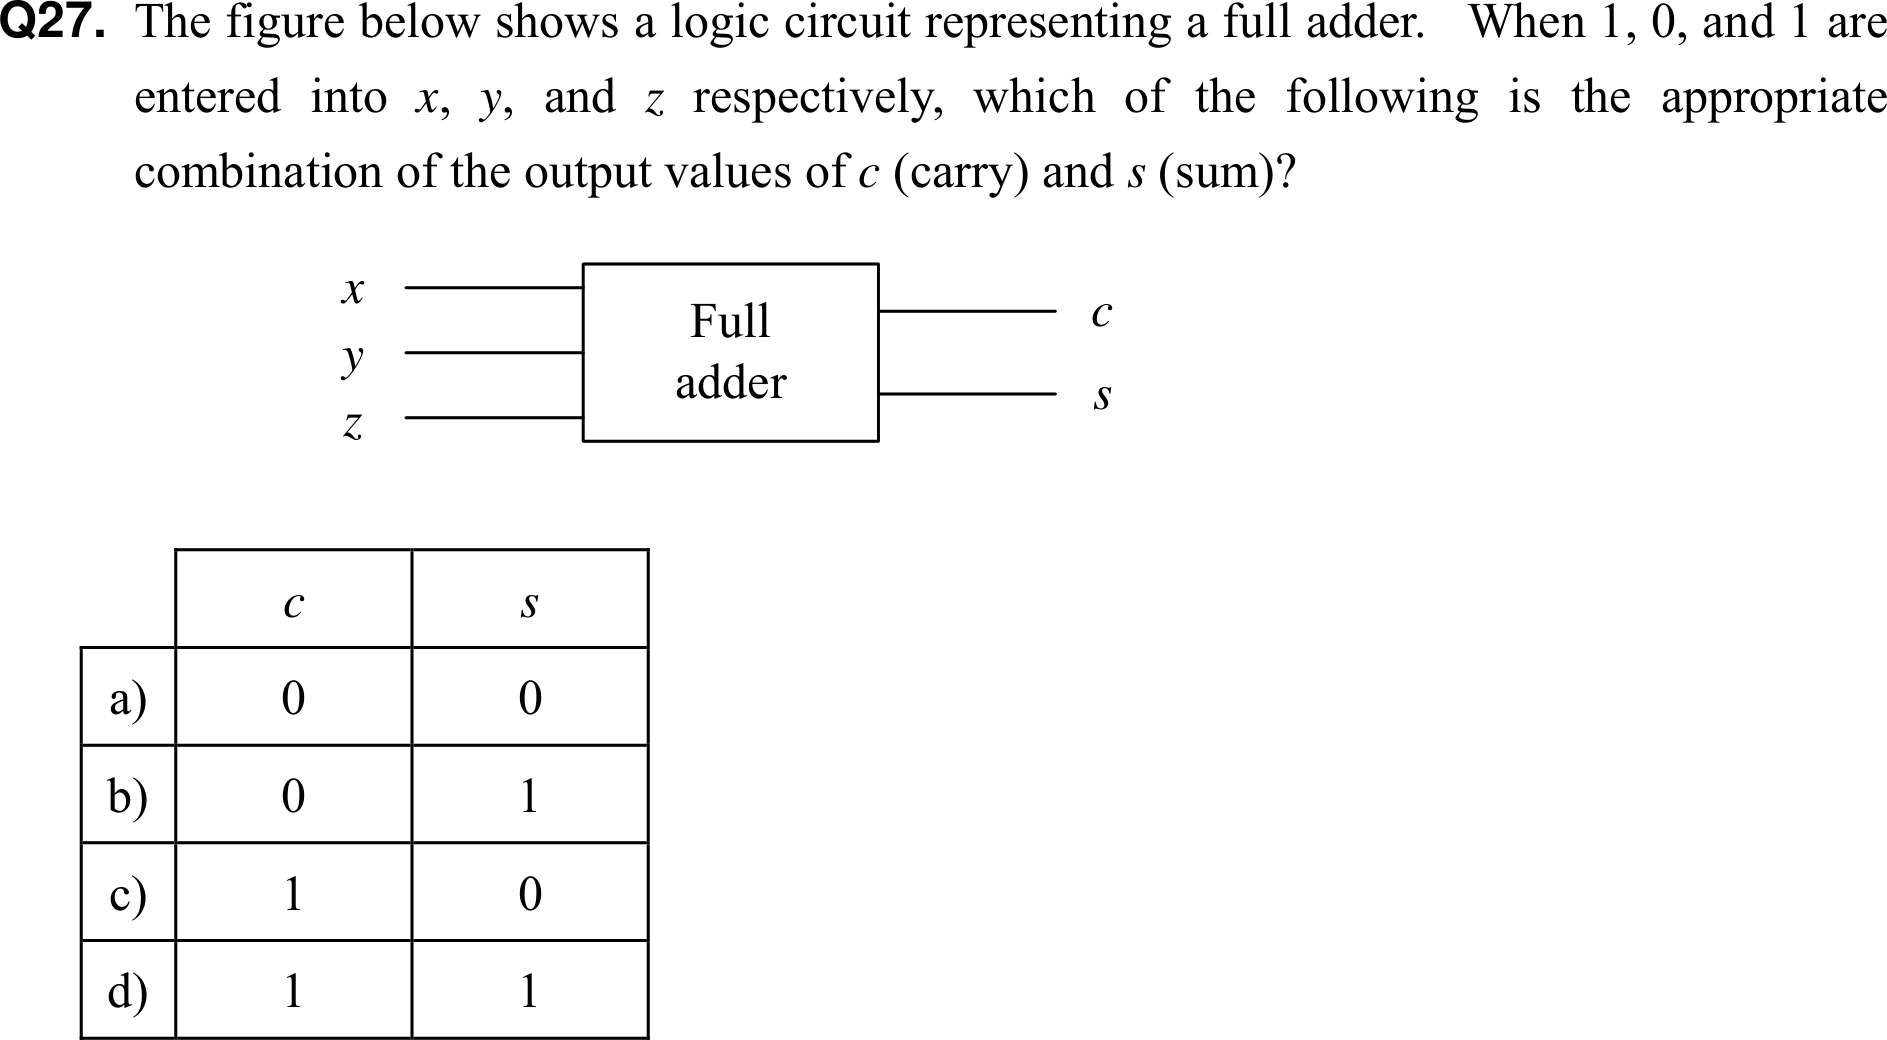 Q27. The figure below shows a logic circuit representing a full adder. When 1, 0, and 1 are
entered into x, y, and z respectively, which of the following is the appropriate
combination of the output values of c (carry) and s (sum)?
x
y
z
Full
adder
c
s
c s
a) 0 0
b) 0 1
c) 1 0
d) 1 1